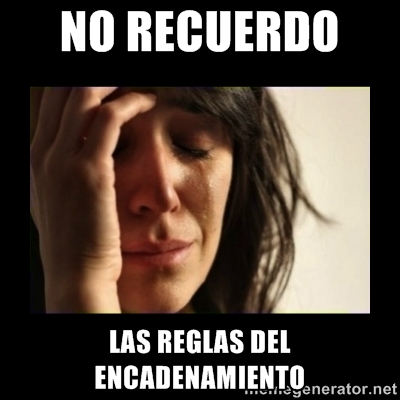 NO RECUERDO
LAS REGLAS DEL
ENCADENAMIENTO
memegenerator.net